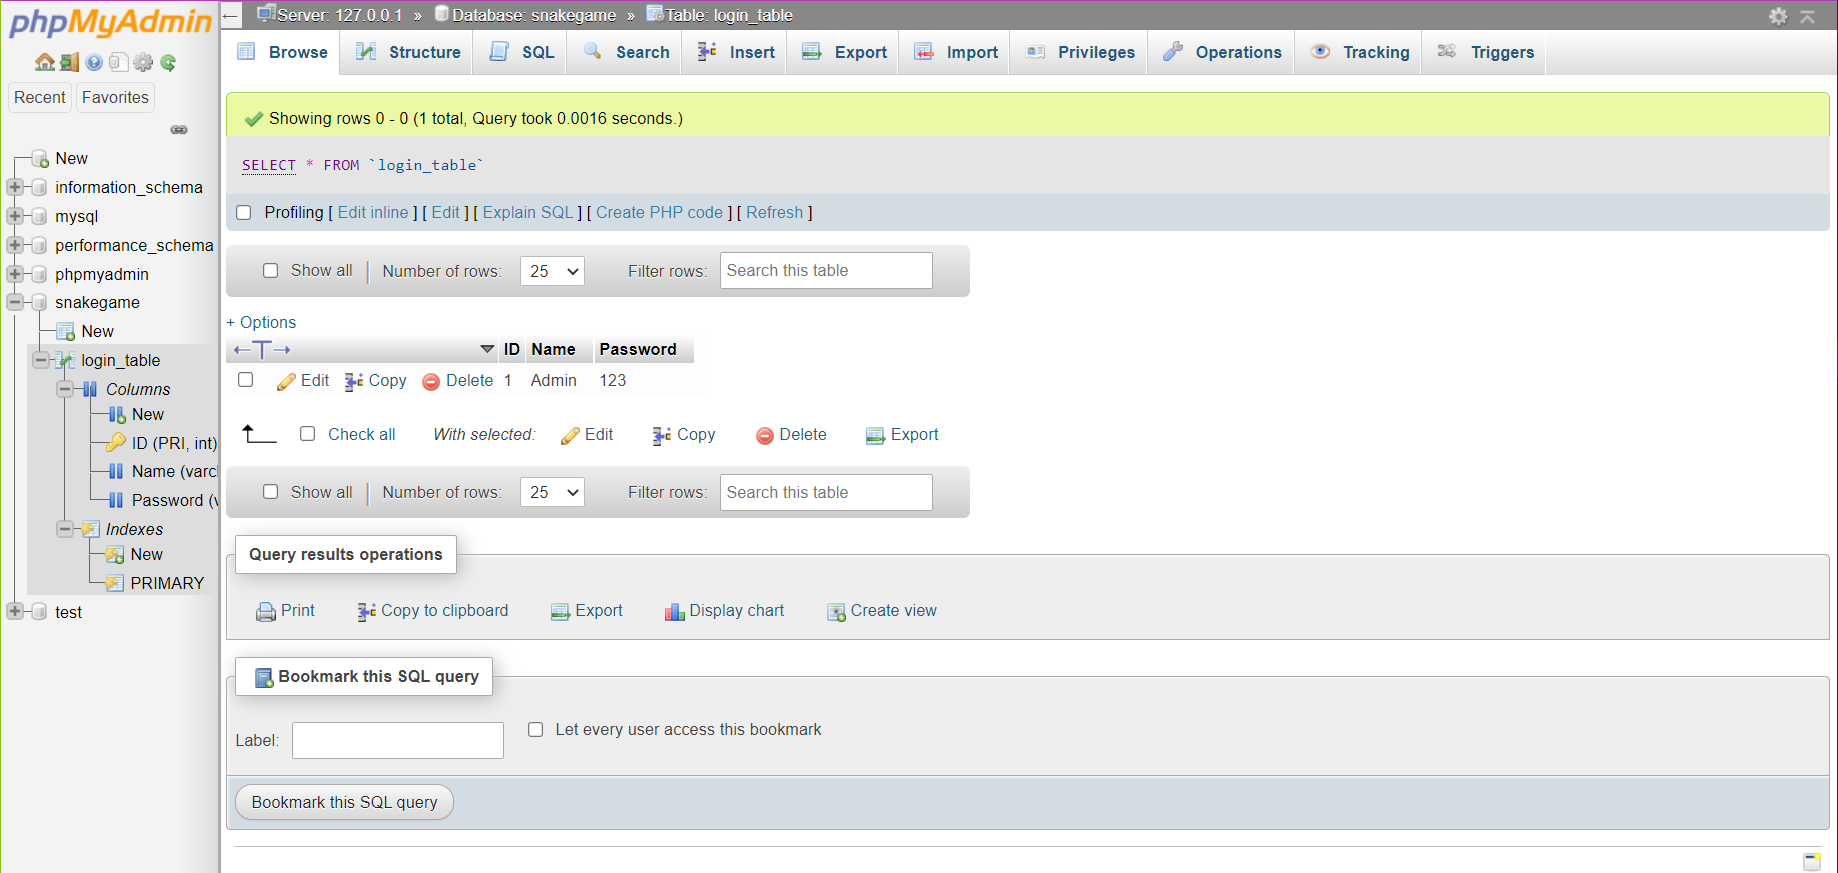 phpMyAdmin
Recent
Favorites
New
information_schema
mysql
performance_schema
phpmyadmin
snakegame
New
login_table
Columns
New
ID (PRI, int)
Name (varc
Password (v
Indexes
New
PRIMARY
test
← Server: 127.0.0.1 » Database: snakegame » Table: login_table
Browse Structure SQL Search Insert Export Import Privileges Operations Tracking Triggers
Showing rows 0 - 0 (1 total, Query took 0.0016 seconds.)
SELECT * FROM `login_table`
Profiling [ Edit inline ] [ Edit ] [ Explain SQL ] [ Create PHP code ] [ Refresh ]
Show all | Number of rows: 25 Filter rows: Search this table
+ Options
←T→ ID Name Password
Edit Copy Delete 1 Admin 123
Check all With selected: Edit Copy Delete Export
Show all | Number of rows: 25 Filter rows: Search this table
Query results operations
Print Copy to clipboard Export Display chart Create view
Bookmark this SQL query
Label: Let every user access this bookmark
Bookmark this SQL query